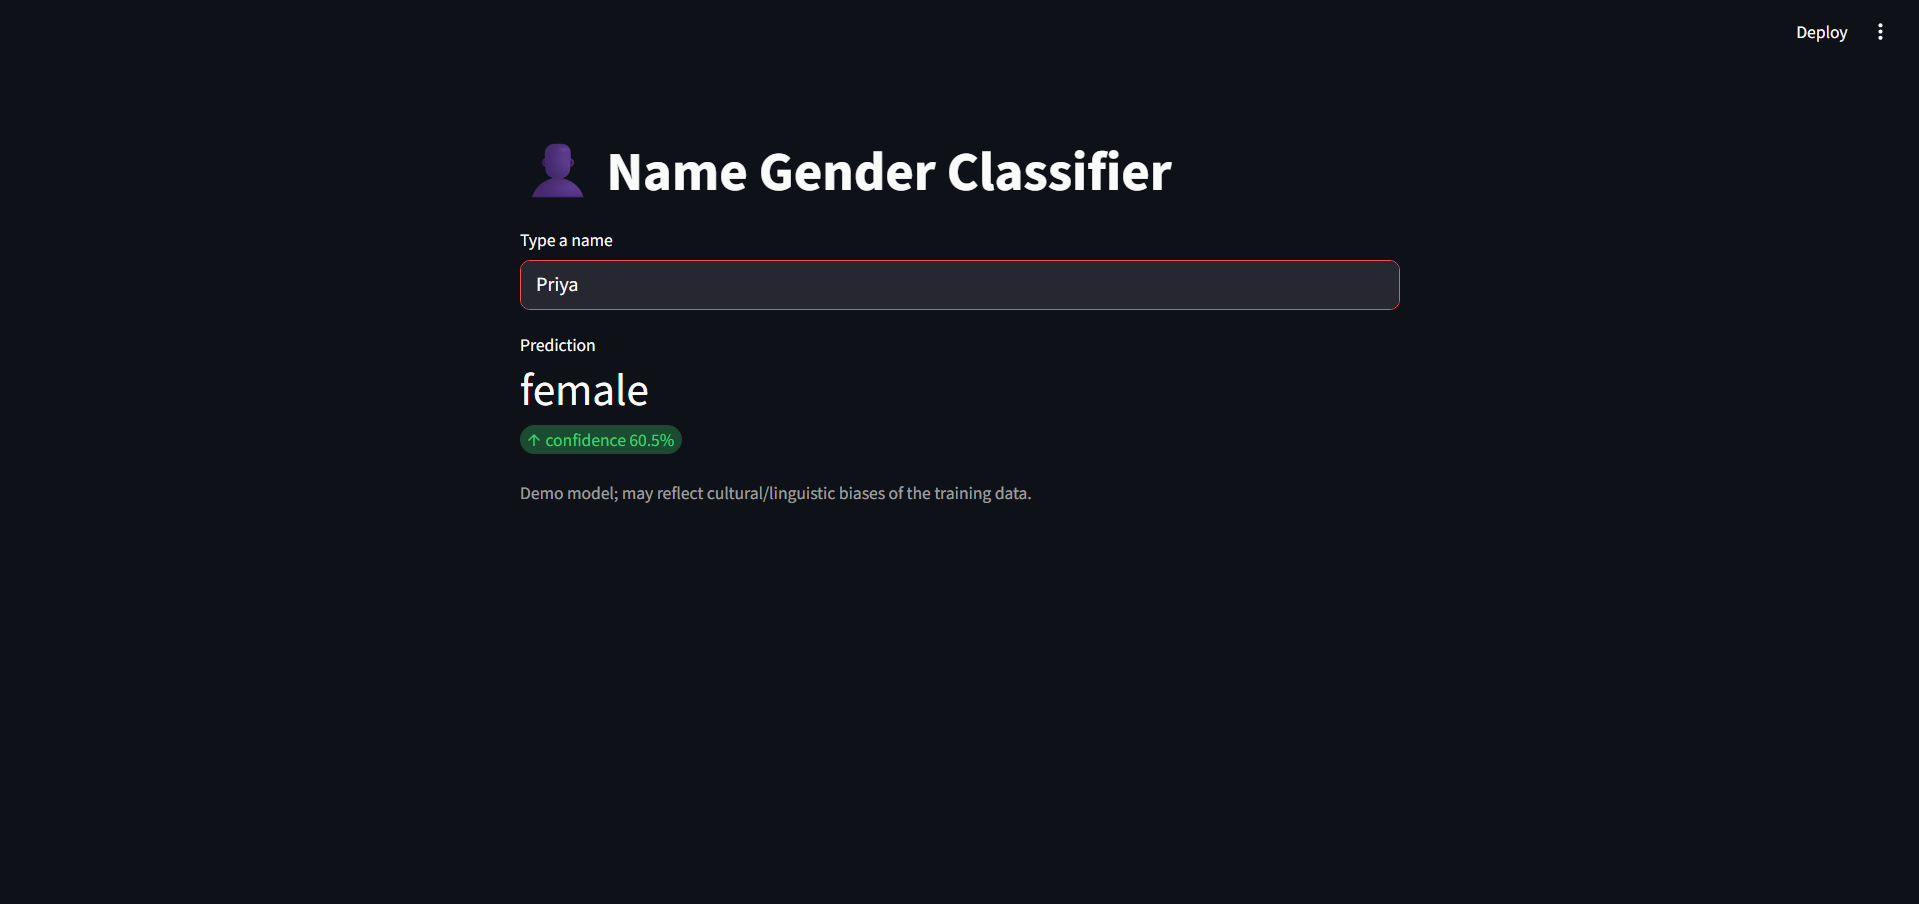 Deploy
Name Gender Classifier
Type a name
Priya
Prediction
female
↑ confidence 60.5%
Demo model; may reflect cultural/linguistic biases of the training data.